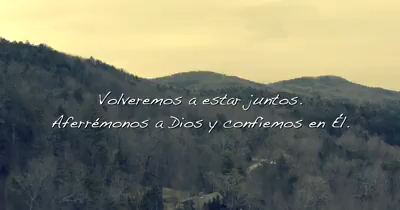 Volveremos a estar juntos.
Aferrémonos a Dios y confiemos en Él.